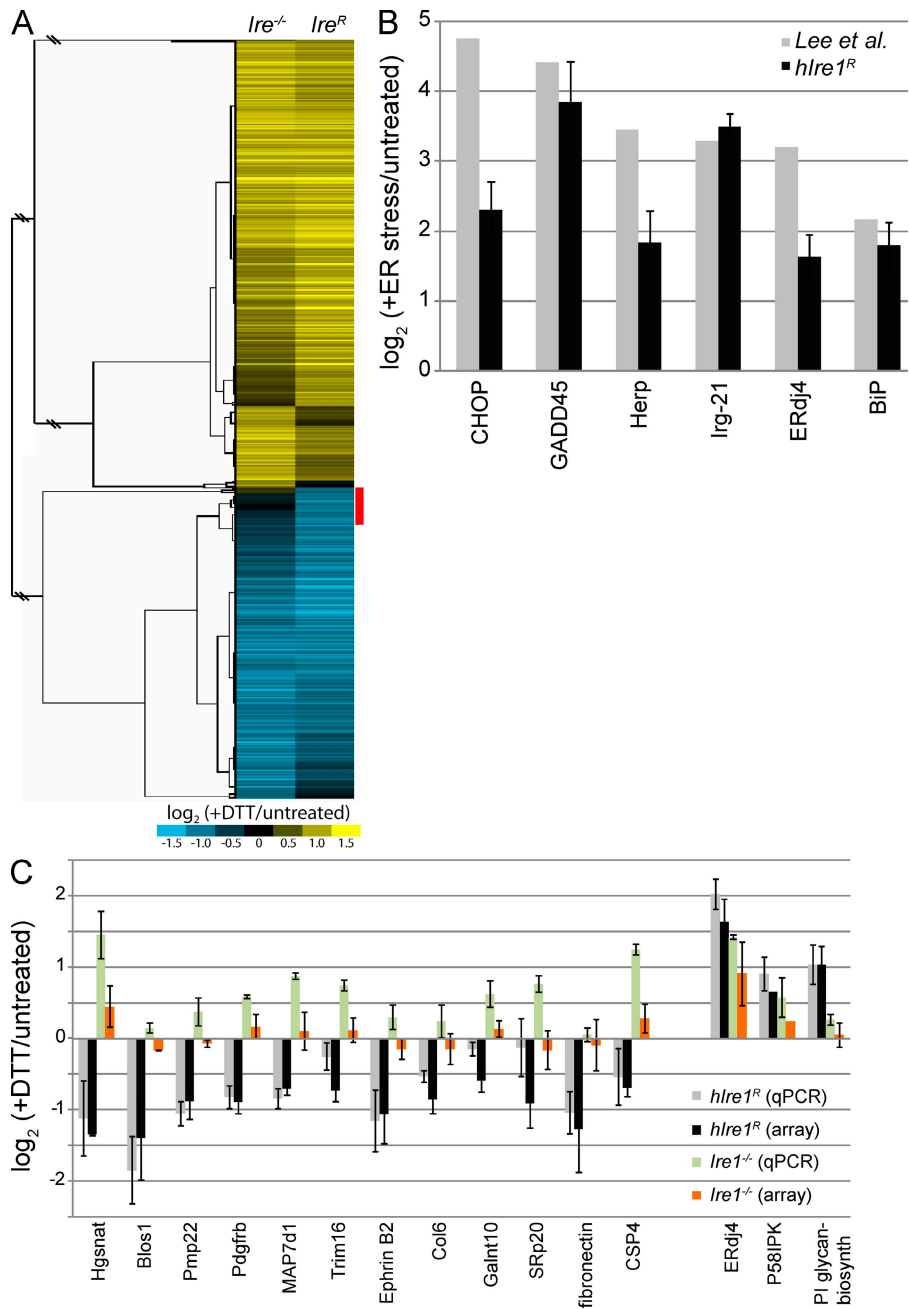 A
Ire-/-
IreR
log2 (+DTT/untreated)
-1.5 -1.0 -0.5 0 0.5 1.0 1.5
B
log2 (+ER stress/untreated)
5
4
3
2
1
0
Lee et al.
hIre1R
CHOP
GADD45
Herp
Irg-21
ERdj4
BiP
C
log2 (+DTT/untreated)
2
1
0
-1
-2
hIre1R (qPCR)
hIre1R (array)
Ire1-/- (qPCR)
Ire1-/- (array)
Hgsnat
Blos1
Pmp22
Pdgfrb
MAP7d1
Trim16
Ephrin B2
Col6
Galnt10
SRp20
fibronectin
CSP4
ERdj4
P58IPK
PI glycan-
biosynth